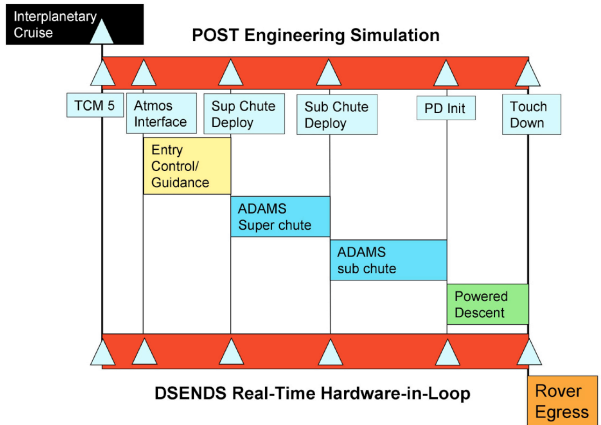 Interplanetary
Cruise
POST Engineering Simulation
TCM 5
Atmos
Interface
Sup Chute
Deploy
Sub Chute
Deploy
PD Init
Touch
Down
Entry
Control/
Guidance
ADAMS
Super chute
ADAMS
sub chute
Powered
Descent
DSENDS Real-Time Hardware-in-Loop
Rover
Egress